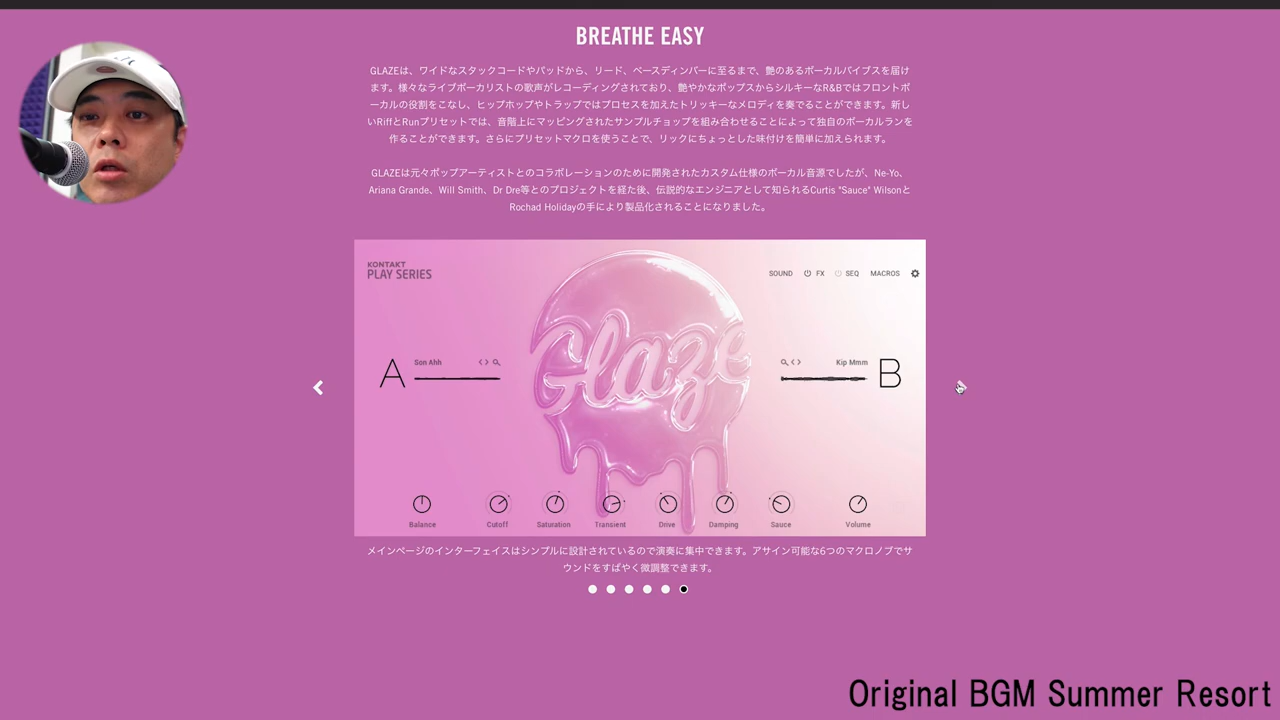 BREATHE EASY
GLAZEは、ワイドなスタックコードやパッドから、リード、ベースディンバーに至るまで、艶のあるボーカルバイブスを届け
ます。様々なライブボーカリストの歌声がレコーディングされており、艶やかなポップスからシルキーなR&Bではフロントボ
ーカルの役割をこなし、ヒップホップやトラップではプロセスを加えたトリッキーなメロディを奏でることができます。新し
いRiffとRunプリセットでは、音階上にマッピングされたサンプルチョップを組み合わせることによって独自のボーカルランを
作ることができます。さらにプリセットマクロを使うことで、リックにちょっとした味付けを簡単に加えられます。
GLAZEは元々ポップアーティストとのコラボレーションのために開発されたカスタム仕様のボーカル音源でしたが、Ne-Yo、
Ariana Grande、Will Smith、Dr Dre等とのプロジェクトを経た後、伝説的なエンジニアとして知られるCurtis "Sauce" Wilsonと
Rochad Holidayの手により製品化されることになりました。
KONTAKT
PLAY SERIES
SOUND FX SEQ MACROS
Glaze
A Son Ahh
Kip Mmm B
Balance Cutoff Saturation Transient Drive Damping Sauce Volume
メインページのインターフェイスはシンプルに設計されているので演奏に集中できます。アサイン可能な6つのマクロノブでサ
ウンドをすばやく微調整できます。
Original BGM Summer Resort